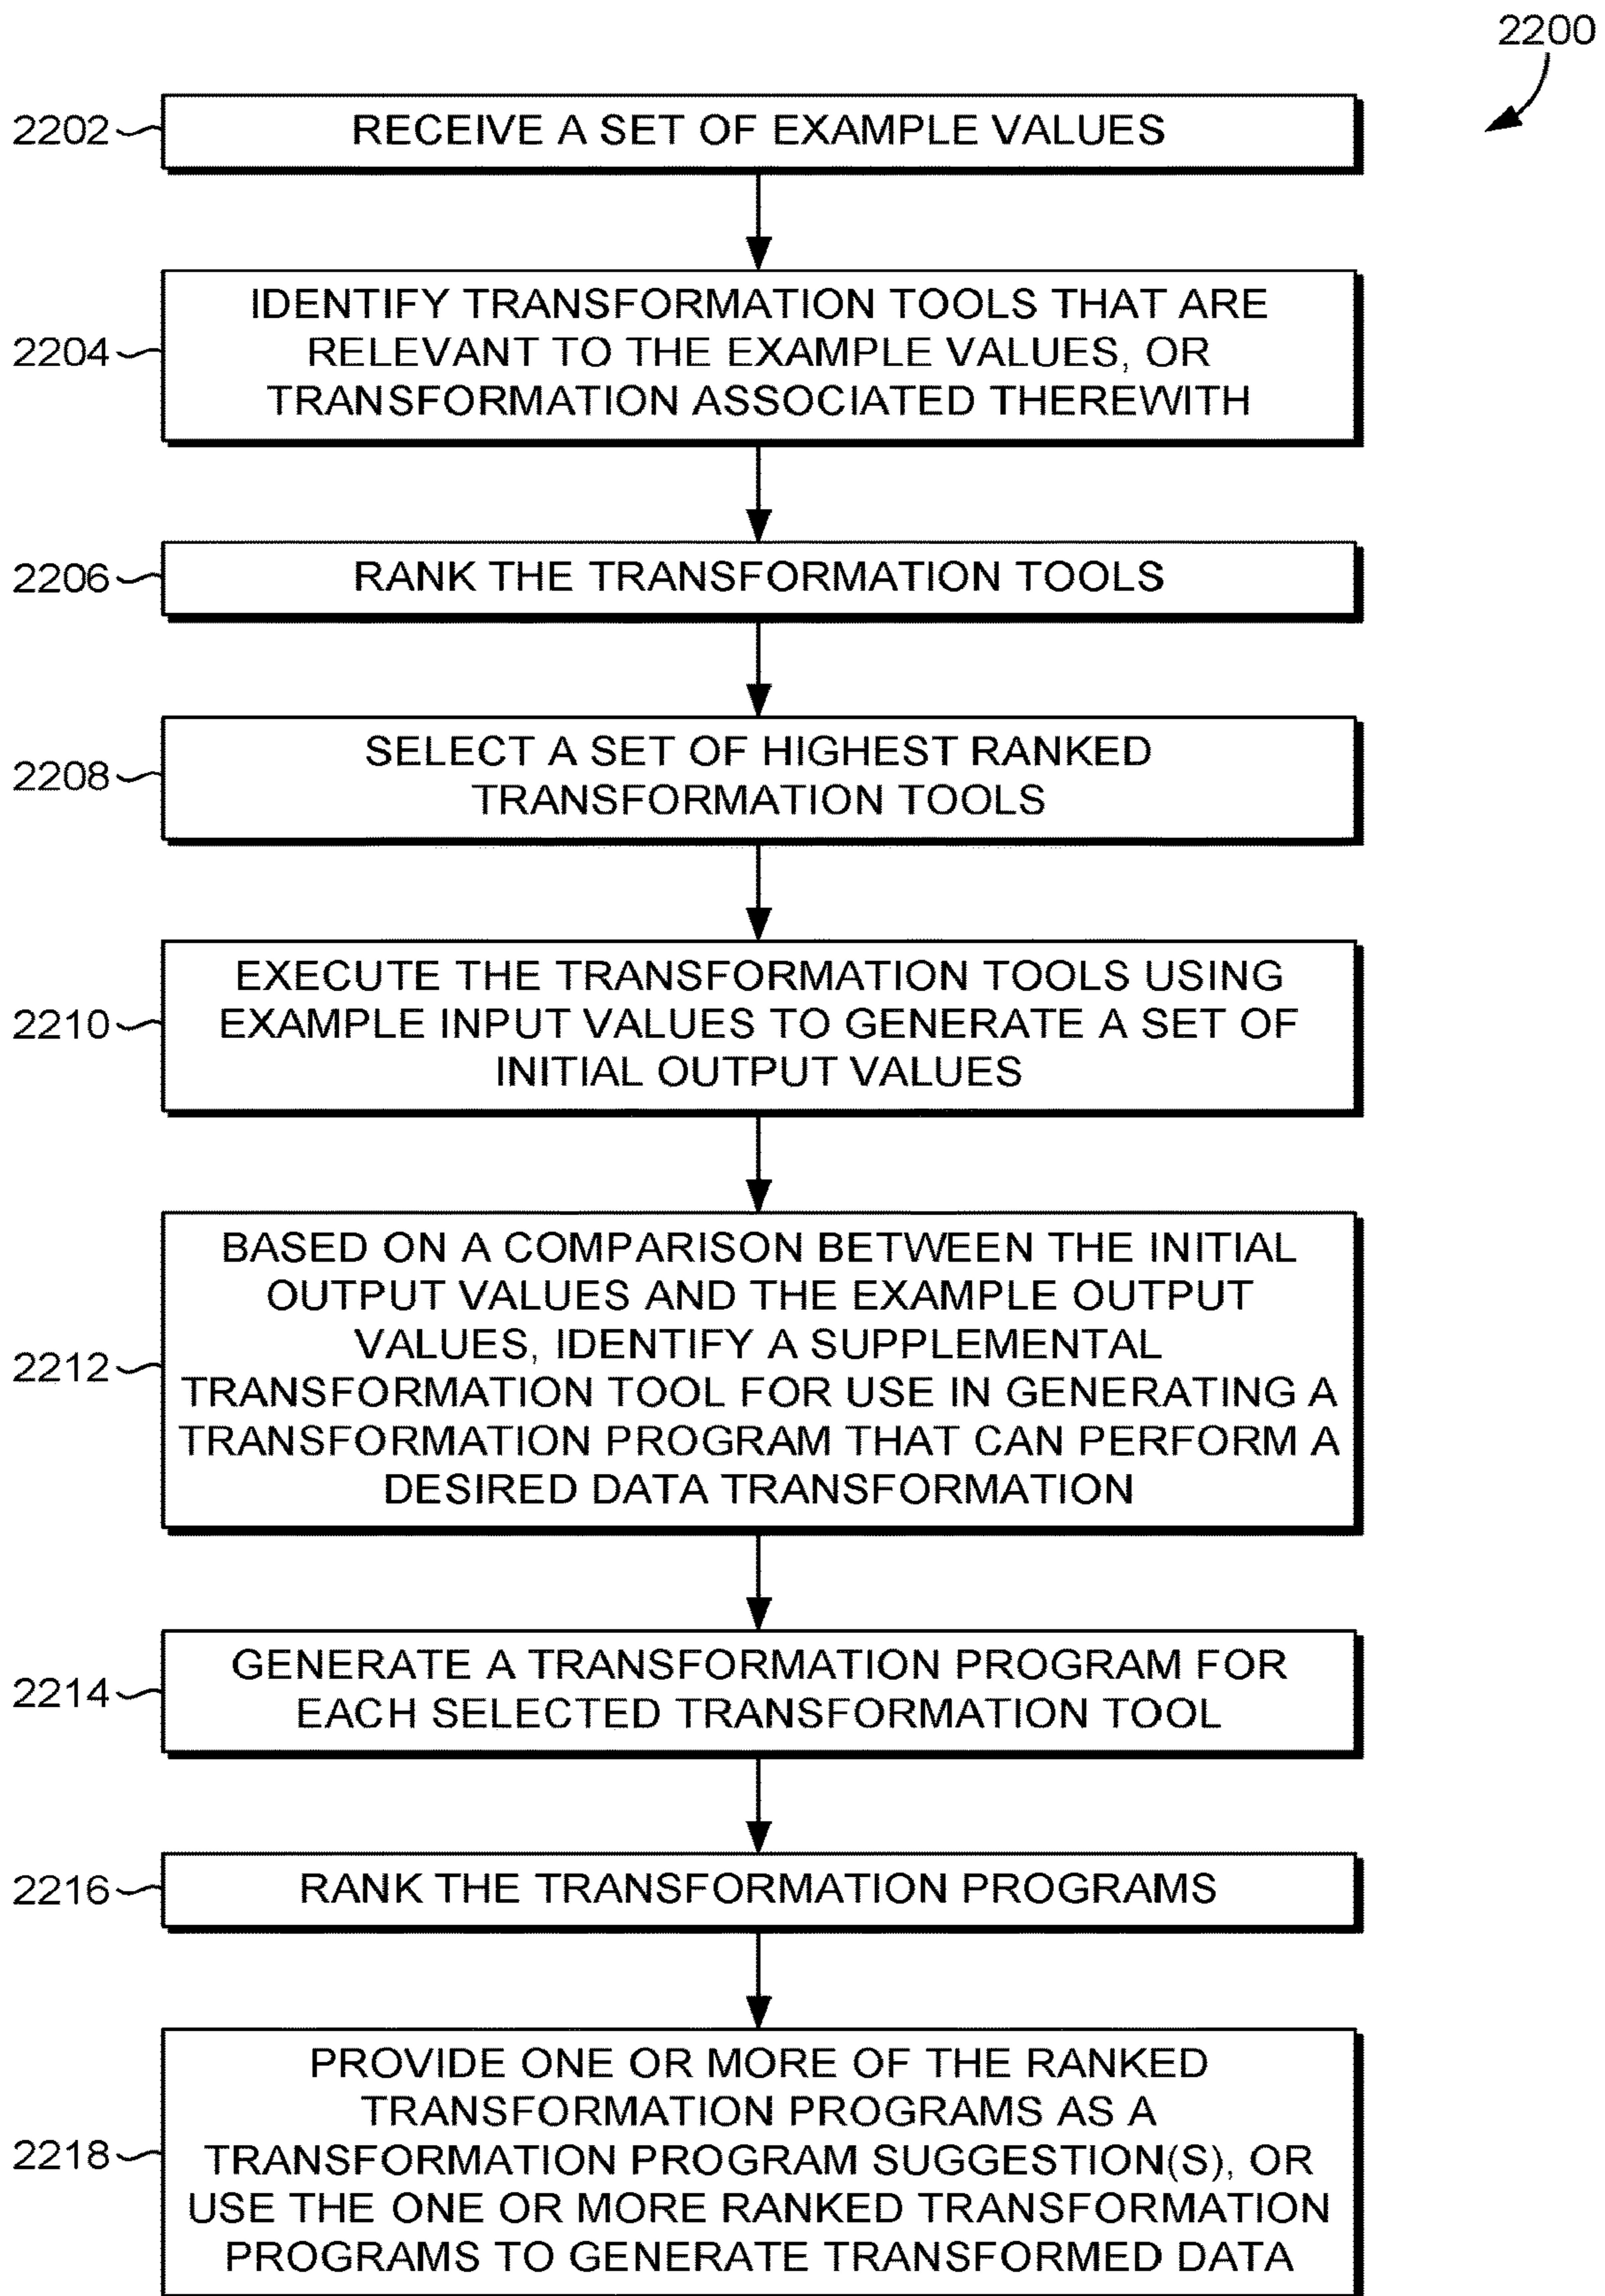 2200
2202
RECEIVE A SET OF EXAMPLE VALUES
2204
IDENTIFY TRANSFORMATION TOOLS THAT ARE
RELEVANT TO THE EXAMPLE VALUES, OR
TRANSFORMATION ASSOCIATED THEREWITH
2206
RANK THE TRANSFORMATION TOOLS
2208
SELECT A SET OF HIGHEST RANKED
TRANSFORMATION TOOLS
2210
EXECUTE THE TRANSFORMATION TOOLS USING
EXAMPLE INPUT VALUES TO GENERATE A SET OF
INITIAL OUTPUT VALUES
2212
BASED ON A COMPARISON BETWEEN THE INITIAL
OUTPUT VALUES AND THE EXAMPLE OUTPUT
VALUES, IDENTIFY A SUPPLEMENTAL
TRANSFORMATION TOOL FOR USE IN GENERATING A
TRANSFORMATION PROGRAM THAT CAN PERFORM A
DESIRED DATA TRANSFORMATION
2214
GENERATE A TRANSFORMATION PROGRAM FOR
EACH SELECTED TRANSFORMATION TOOL
2216
RANK THE TRANSFORMATION PROGRAMS
2218
PROVIDE ONE OR MORE OF THE RANKED
TRANSFORMATION PROGRAMS AS A
TRANSFORMATION PROGRAM SUGGESTION(S), OR
USE THE ONE OR MORE RANKED TRANSFORMATION
PROGRAMS TO GENERATE TRANSFORMED DATA